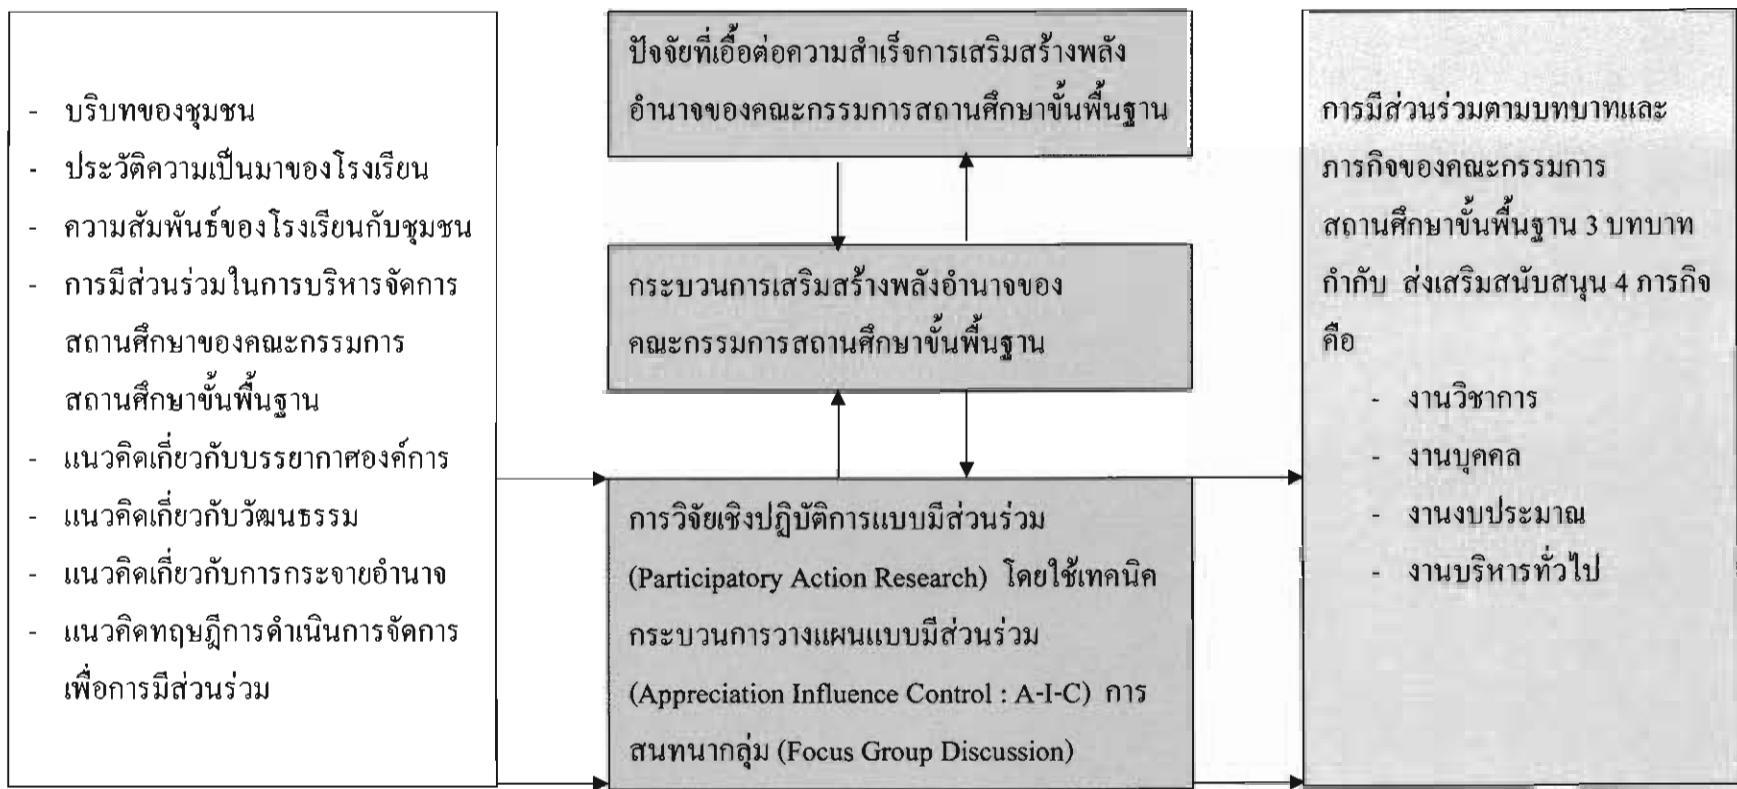 - บริบทของชุมชน
- ประวัติความเป็นมาของโรงเรียน
- ความสัมพันธ์ของโรงเรียนกับชุมชน
- การมีส่วนร่วมในการบริหารจัดการ
สถานศึกษาของคณะกรรมการ
สถานศึกษาขั้นพื้นฐาน
- แนวคิดเกี่ยวกับบรรยากาศองค์การ
- แนวคิดเกี่ยวกับวัฒนธรรม
- แนวคิดเกี่ยวกับการกระจายอำนาจ
- แนวคิดทฤษฎีการดำเนินการจัดการ
เพื่อการมีส่วนร่วม
ปัจจัยที่เอื้อต่อความสำเร็จการเสริมสร้างพลัง
อำนาจของคณะกรรมการสถานศึกษาขั้นพื้นฐาน
กระบวนการเสริมสร้างพลังอำนาจของ
คณะกรรมการสถานศึกษาขั้นพื้นฐาน
การวิจัยเชิงปฏิบัติการแบบมีส่วนร่วม
(Participatory Action Research) โดยใช้เทคนิค
กระบวนการวางแผนแบบมีส่วนร่วม
(Appreciation Influence Control : A-I-C) การ
สนทนากลุ่ม (Focus Group Discussion)
การมีส่วนร่วมตามบทบาทและ
ภารกิจของคณะกรรมการ
สถานศึกษาขั้นพื้นฐาน 3 บทบาท
กำกับ ส่งเสริมสนับสนุน 4 ภารกิจ
คือ
- งานวิชาการ
- งานบุคคล
- งานงบประมาณ
- งานบริหารทั่วไป